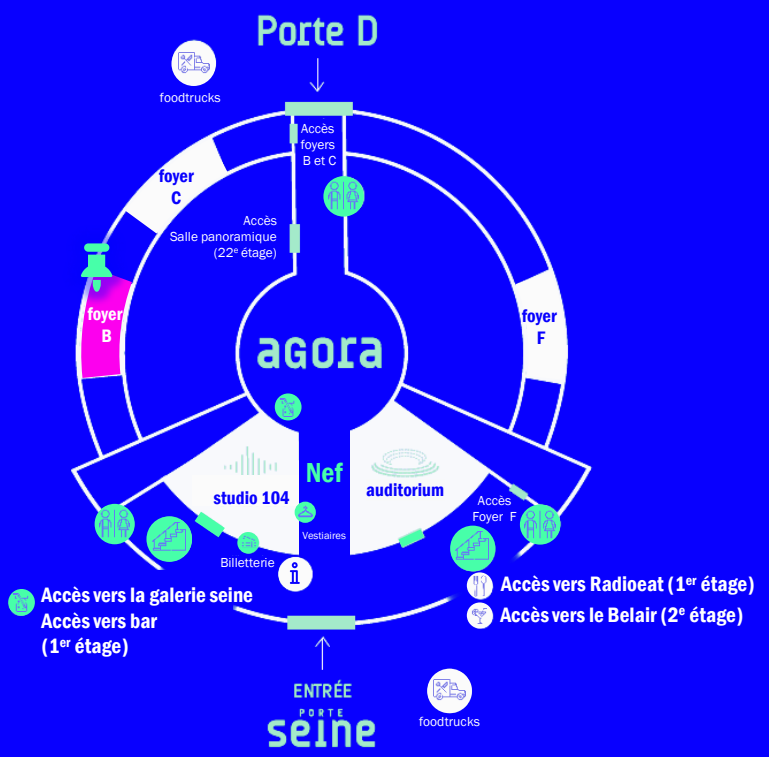 Porte D
foodtrucks
Accès
foyers
B et C
foyer
C
Accès
Salle panoramique
(22e étage)
foyer
B
foyer
F
agora
Nef
studio 104
auditorium
Accès
Foyer F
Vestiaires
Billetterie
i
Accès vers la galerie seine
Accès vers bar
(1er étage)
Accès vers Radioeat (1er étage)
Accès vers le Belair (2e étage)
ENTRÉE
PORTE
seine
foodtrucks